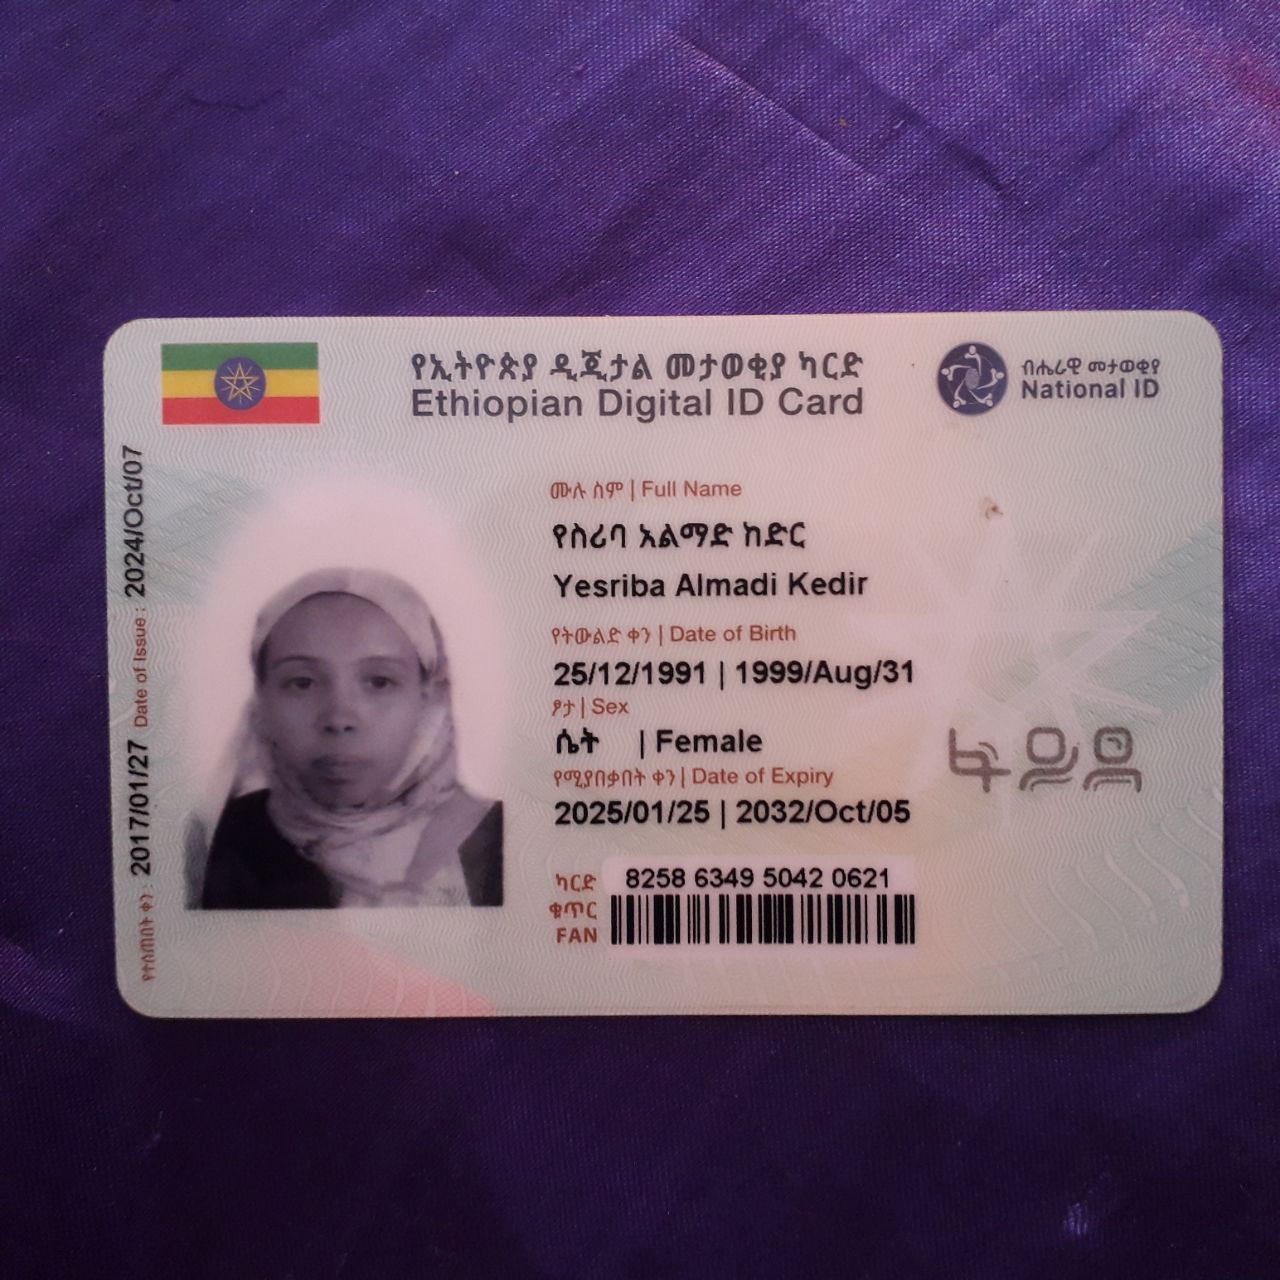 የኢትዮጵያ ዲጂታል መታወቂያ ካርድ
Ethiopian Digital ID Card
ብሔራዊ መታወቂያ
National ID
ሙሉ ስም | Full Name
የስሪባ አልማድ ከድር
Yesriba Almadi Kedir
የትውልድ ቀን | Date of Birth
25/12/1991 | 1999/Aug/31
ፆታ | Sex
ሴት | Female
የሚያበቃበት ቀን | Date of Expiry
2025/01/25 | 2032/Oct/05
ካርድ ቁጥር FAN
8258 6349 5042 0621
ፋይዳ
የተሰጠበት ቀን : 2017/01/27 Date of Issue : 2024/Oct/07